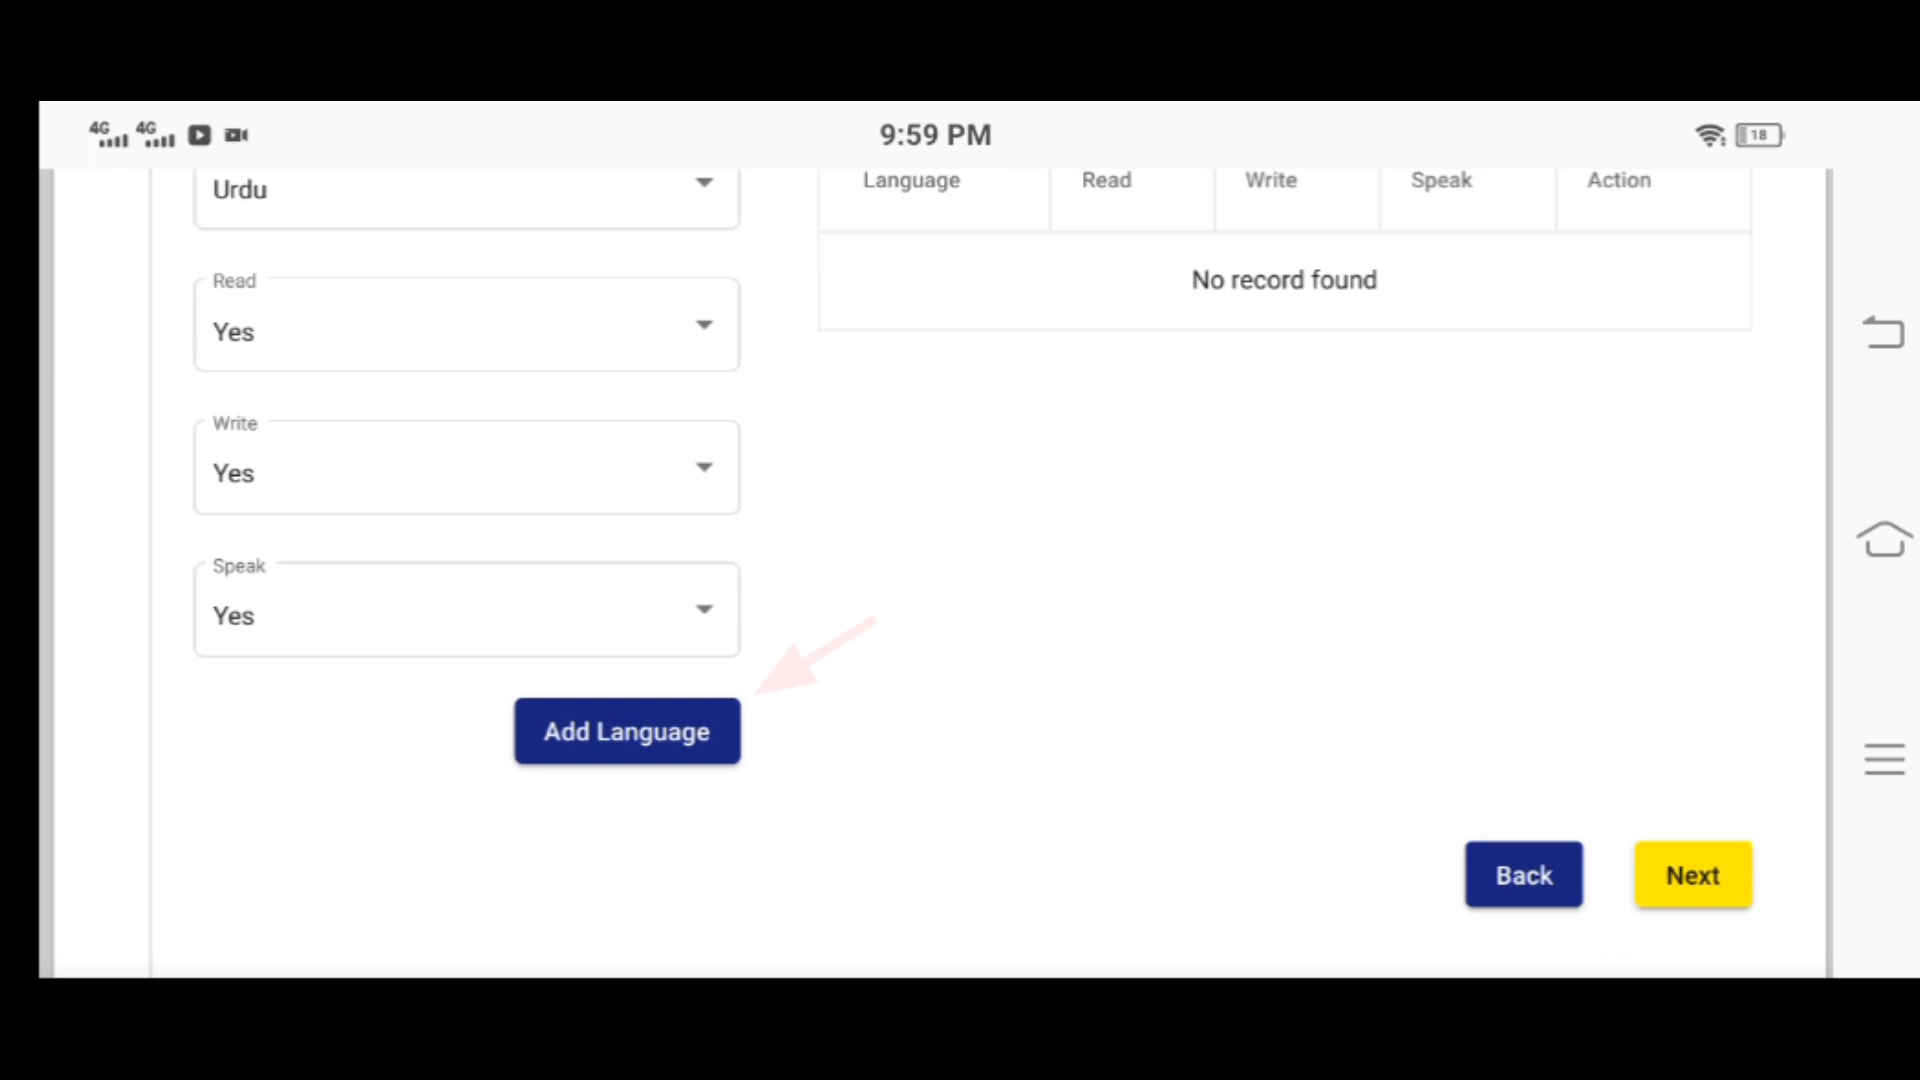 4G 4G 9:59 PM 18
Urdu
Language Read Write Speak Action
No record found
Read
Yes
Write
Yes
Speak
Yes
Add Language
Back Next